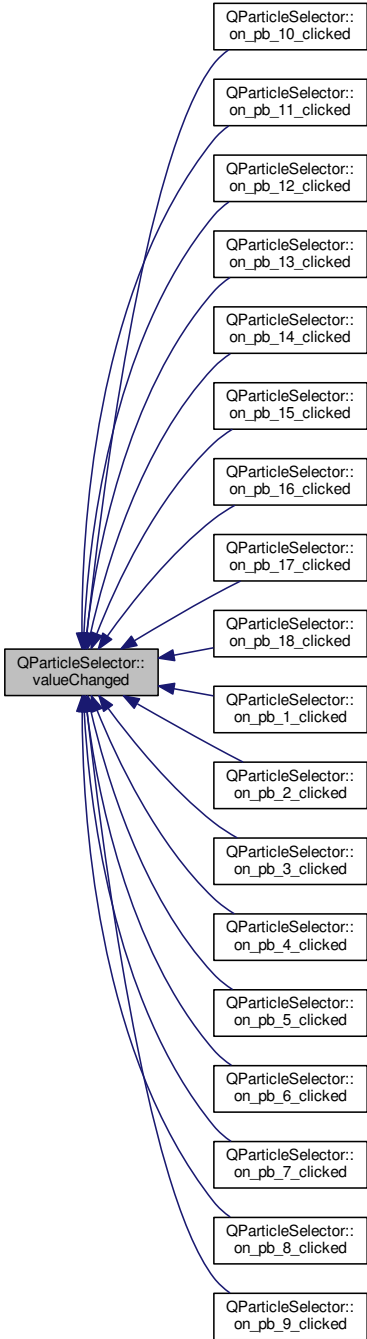 QParticleSelector::
on_pb_10_clicked
QParticleSelector::
on_pb_11_clicked
QParticleSelector::
on_pb_12_clicked
QParticleSelector::
on_pb_13_clicked
QParticleSelector::
on_pb_14_clicked
QParticleSelector::
on_pb_15_clicked
QParticleSelector::
on_pb_16_clicked
QParticleSelector::
on_pb_17_clicked
QParticleSelector::
on_pb_18_clicked
QParticleSelector::
valueChanged
QParticleSelector::
on_pb_1_clicked
QParticleSelector::
on_pb_2_clicked
QParticleSelector::
on_pb_3_clicked
QParticleSelector::
on_pb_4_clicked
QParticleSelector::
on_pb_5_clicked
QParticleSelector::
on_pb_6_clicked
QParticleSelector::
on_pb_7_clicked
QParticleSelector::
on_pb_8_clicked
QParticleSelector::
on_pb_9_clicked